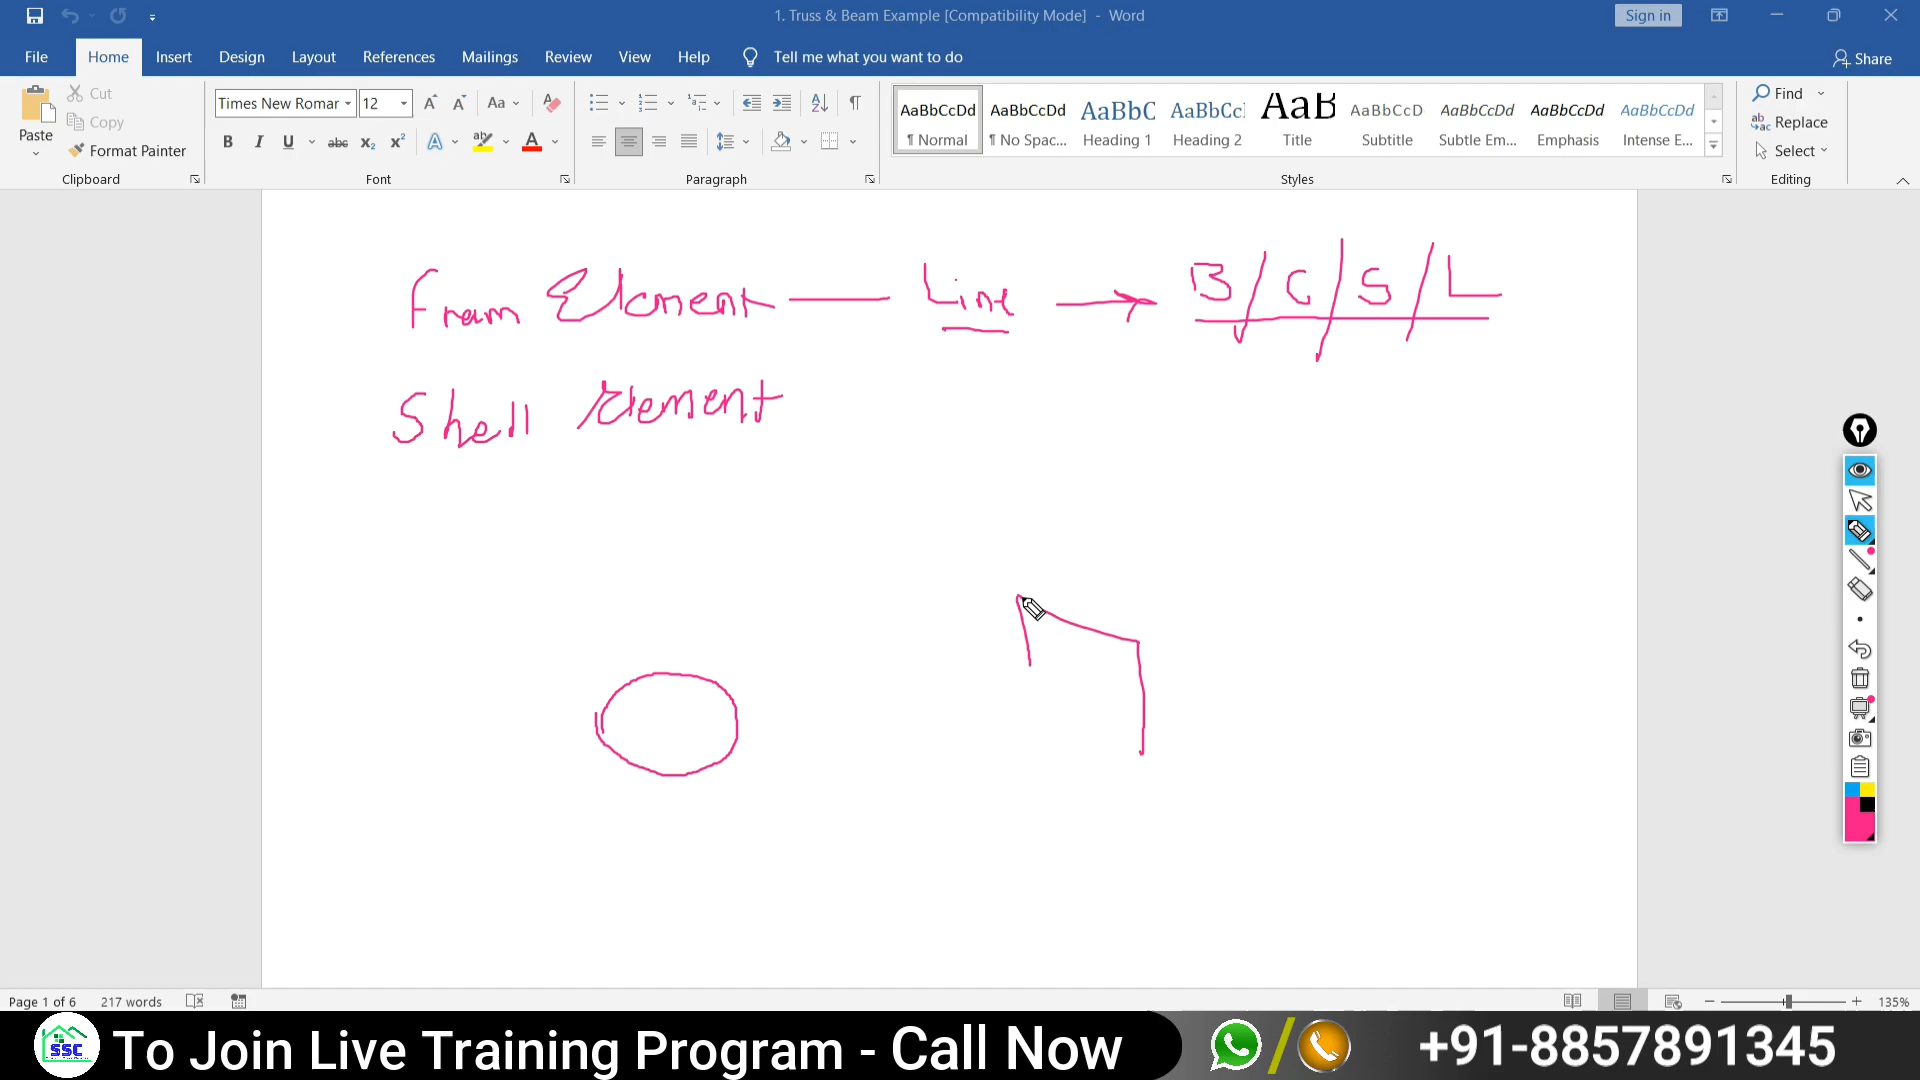 1. Truss & Beam Example [Compatibility Mode] - Word
Sign in
File Home Insert Design Layout References Mailings Review View Help Tell me what you want to do
Share
Paste
Cut
Copy
Format Painter
Clipboard
Times New Romar 12
Font
Paragraph
AaBbCcDd AaBbCcDd AaBbC AaBbCcl AaB AaBbCcD AaBbCcDd AaBbCcDd AaBbCcDd
¶ Normal ¶ No Spac... Heading 1 Heading 2 Title Subtitle Subtle Em... Emphasis Intense E...
Styles
Find
Replace
Select
Editing
Fram Element — Line → B/C/S/L
Shell Element
Page 1 of 6 217 words
135%
SSC
To Join Live Training Program - Call Now / +91-8857891345